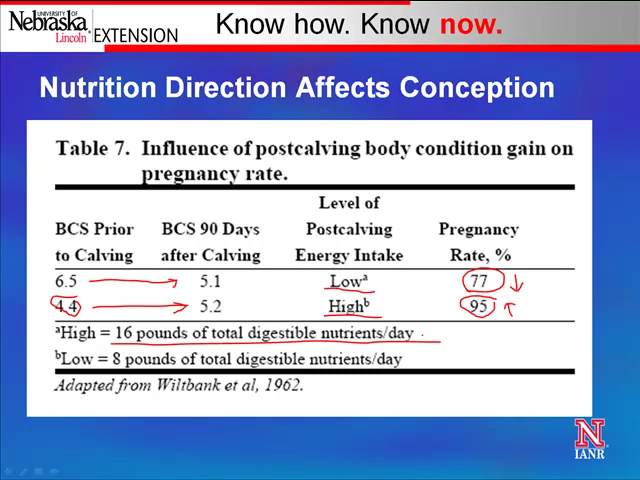 UNIVERSITY OF
Nebraska
Lincoln
EXTENSION
Know how. Know now.
Nutrition Direction Affects Conception
Table 7. Influence of postcalving body condition gain on
pregnancy rate.
Level of
BCS Prior BCS 90 Days Postcalving Pregnancy
to Calving after Calving Energy Intake Rate, %
6.5 5.1 Lowᵃ 77
4.4 5.2 Highᵇ 95
ᵃHigh = 16 pounds of total digestible nutrients/day
ᵇLow = 8 pounds of total digestible nutrients/day
Adapted from Wiltbank et al, 1962.
N
IANR